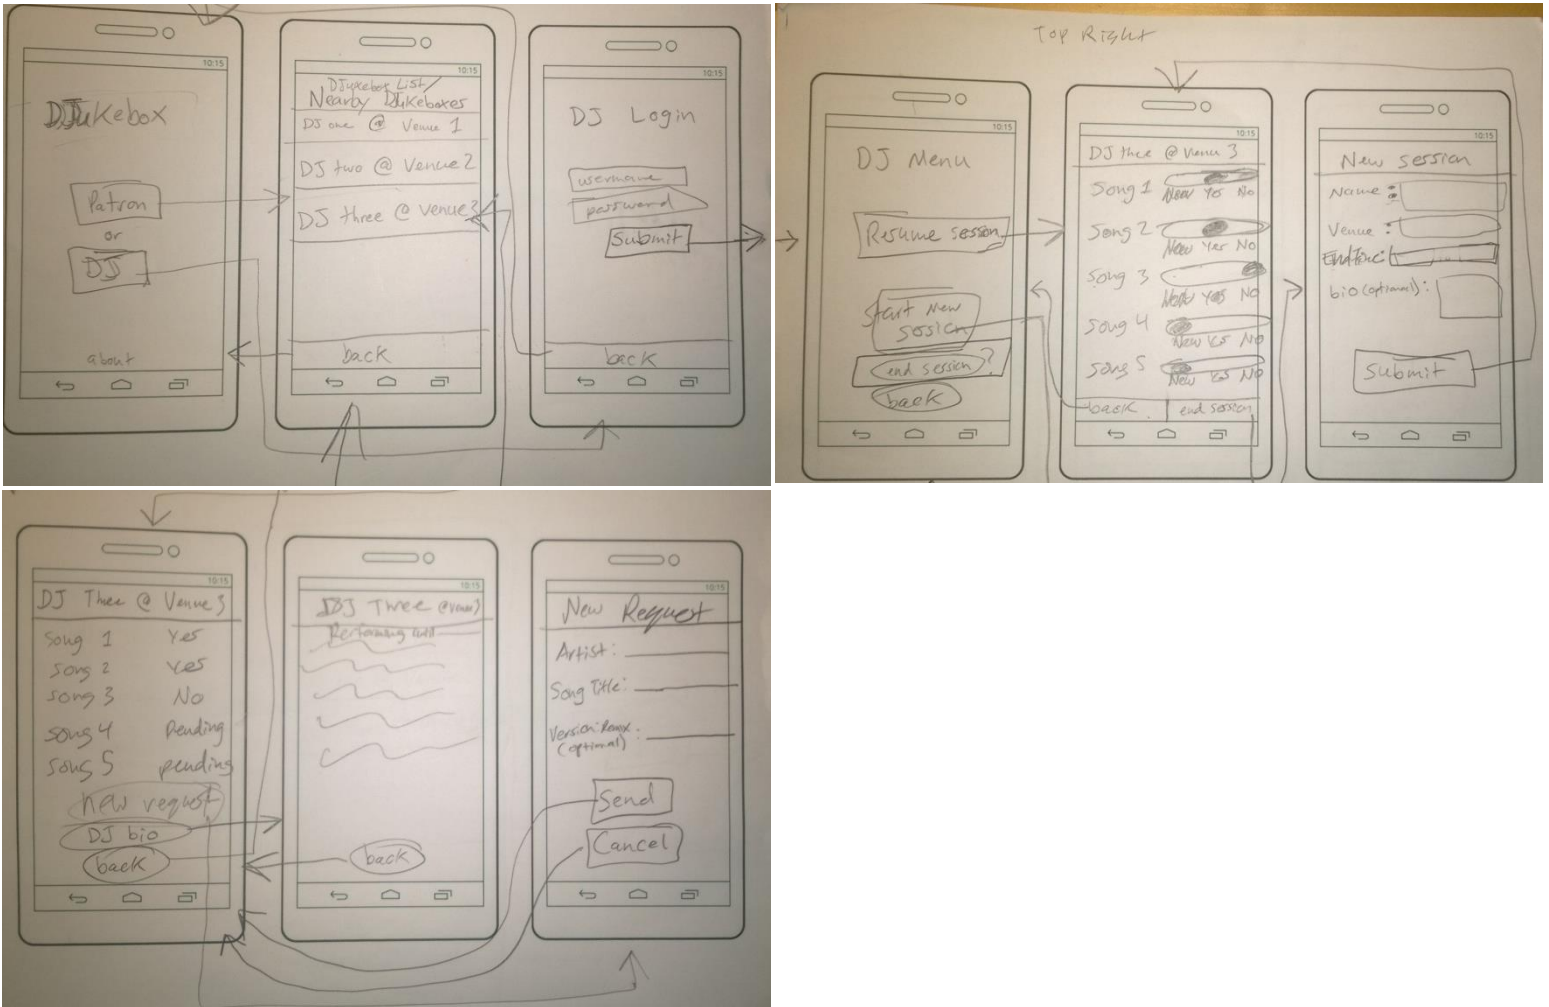 10:15
DJukebox
Patron
or
DJ
about
10:15
DJukebox List/
Nearby DJukeboxes
DJ one @ Venue 1
DJ two @ Venue 2
DJ three @ Venue 3
back
10:15
DJ Login
username
password
Submit
back
Top Right
10:15
DJ Menu
Resume session
Start New
session
end session?
back
10:15
DJ three @ Venue 3
Song 1
New Yes No
Song 2
New Yes No
Song 3
New Yes No
Song 4
New Yes No
Song 5
New Yes No
back
end session
10:15
New session
Name:
Venue:
End Time:
bio (optional):
Submit
10:15
DJ Three @ Venue 3
Song 1 Yes
Song 2 Yes
Song 3 No
Song 4 Pending
Song 5 pending
new request
DJ bio
back
10:15
DJ Three @ Venue 3
Performing until
back
10:15
New Request
Artist:
Song Title:
Version:Remix
(optional):
Send
Cancel